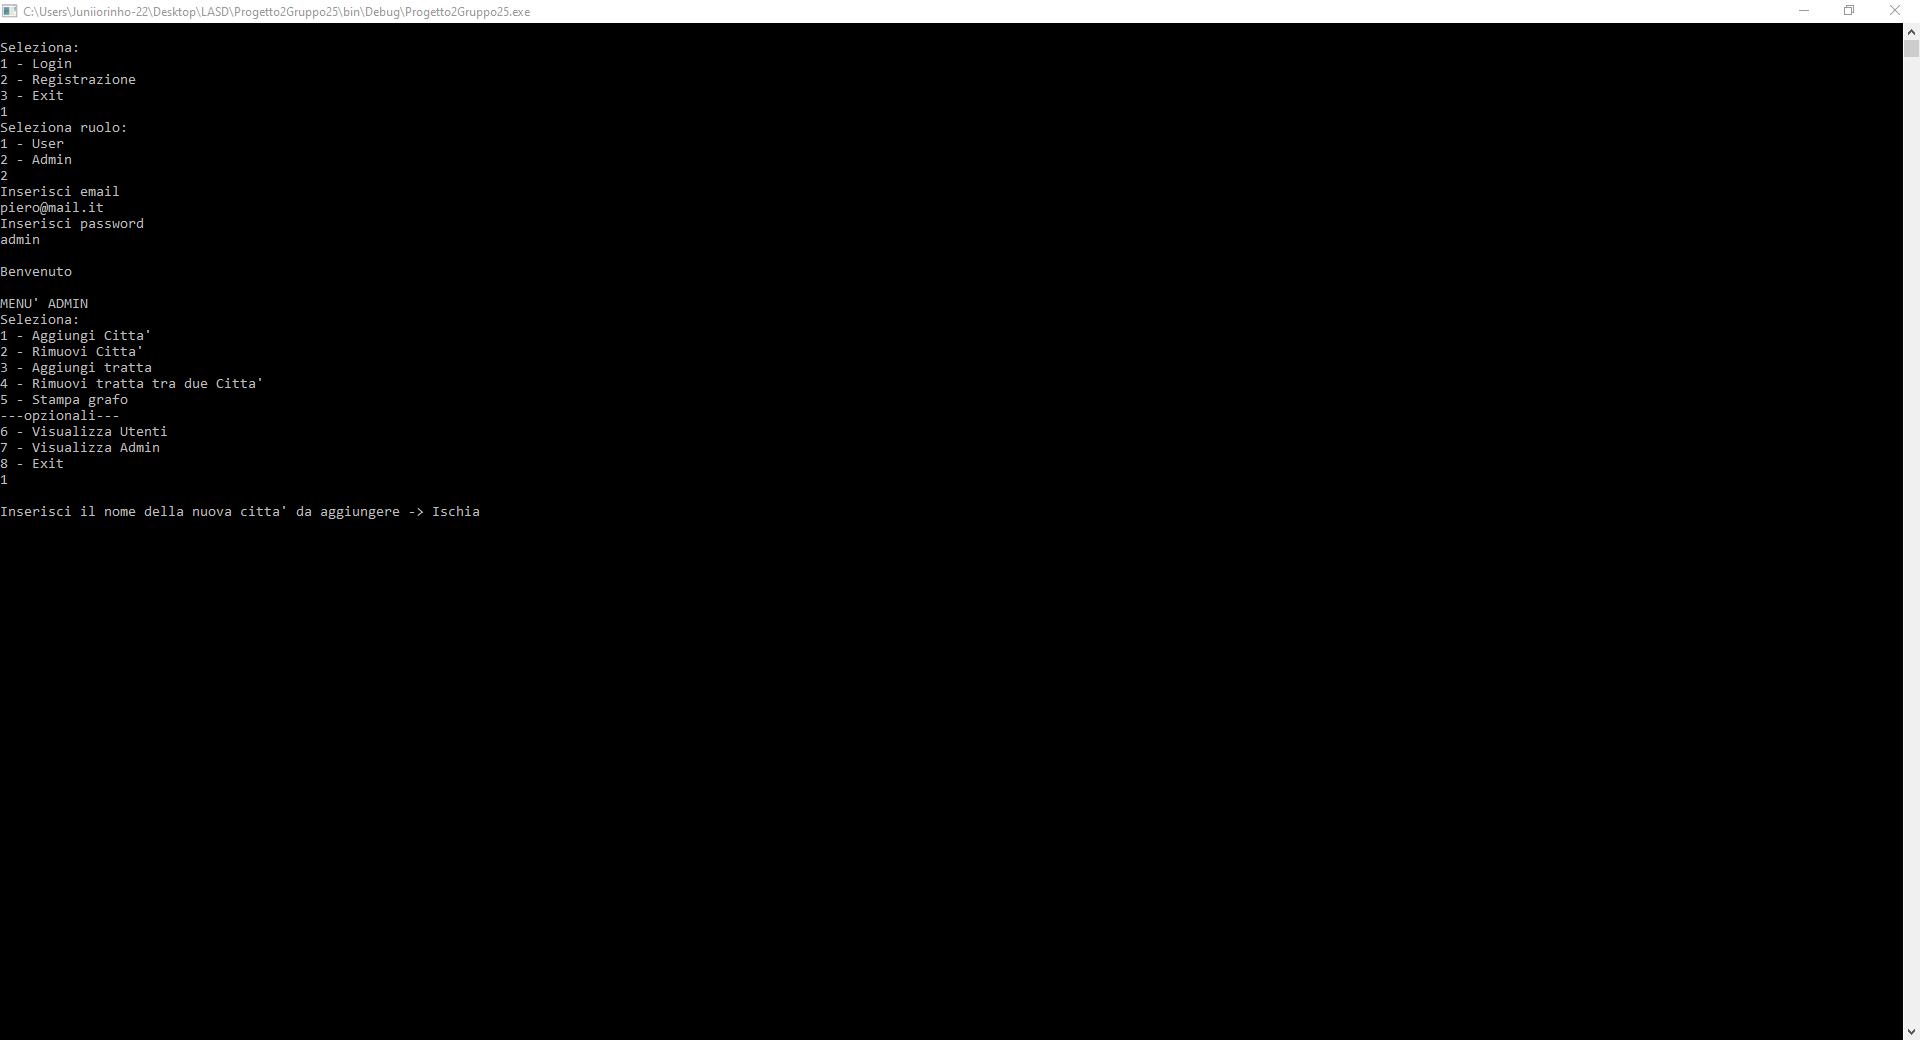 C:\Users\Juniiorinho-22\Desktop\LASD\Progetto2Gruppo25\bin\Debug\Progetto2Gruppo25.exe
Seleziona:
1 - Login
2 - Registrazione
3 - Exit
1
Seleziona ruolo:
1 - User
2 - Admin
2
Inserisci email
piero@mail.it
Inserisci password
admin
Benvenuto
MENU' ADMIN
Seleziona:
1 - Aggiungi Citta'
2 - Rimuovi Citta'
3 - Aggiungi tratta
4 - Rimuovi tratta tra due Citta'
5 - Stampa grafo
---opzionali---
6 - Visualizza Utenti
7 - Visualizza Admin
8 - Exit
1
Inserisci il nome della nuova citta' da aggiungere -> Ischia